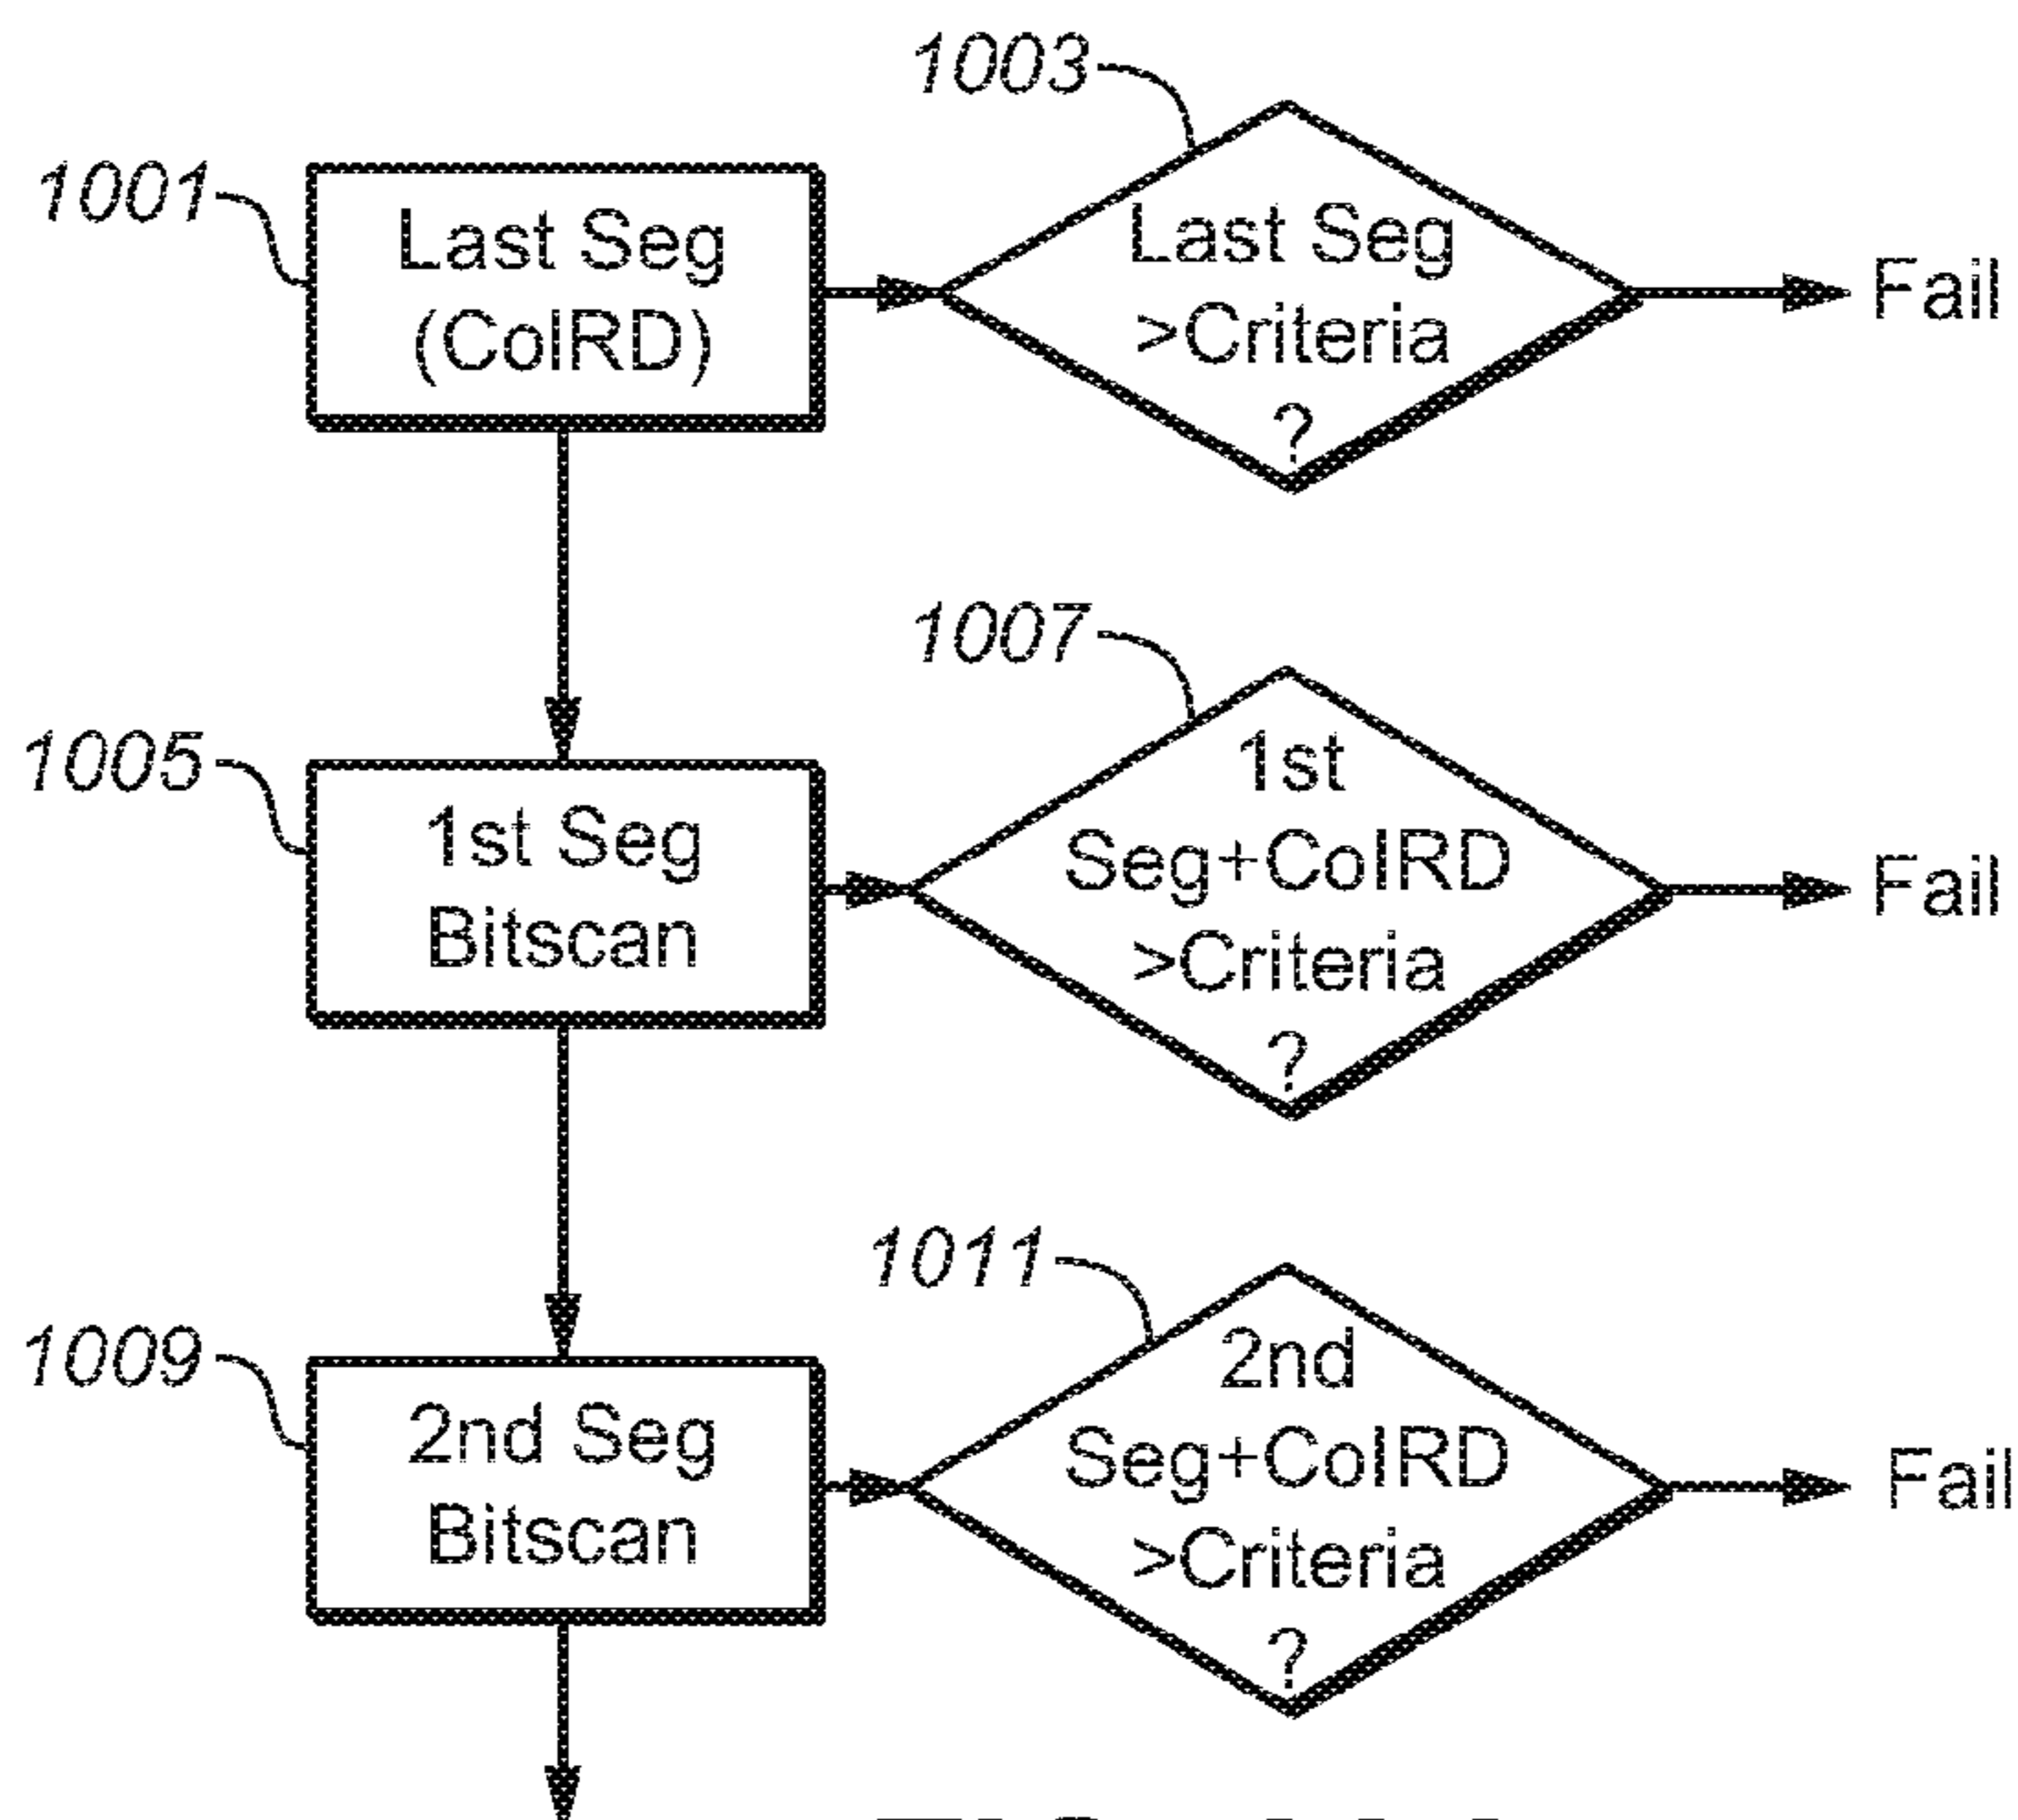 1003
1001
Last Seg
(ColRD)
Last Seg
>Criteria
?
Fail
1007
1005
1st Seg
Bitscan
1st
Seg+ColRD
>Criteria
?
Fail
1011
1009
2nd Seg
Bitscan
2nd
Seg+ColRD
>Criteria
?
Fail